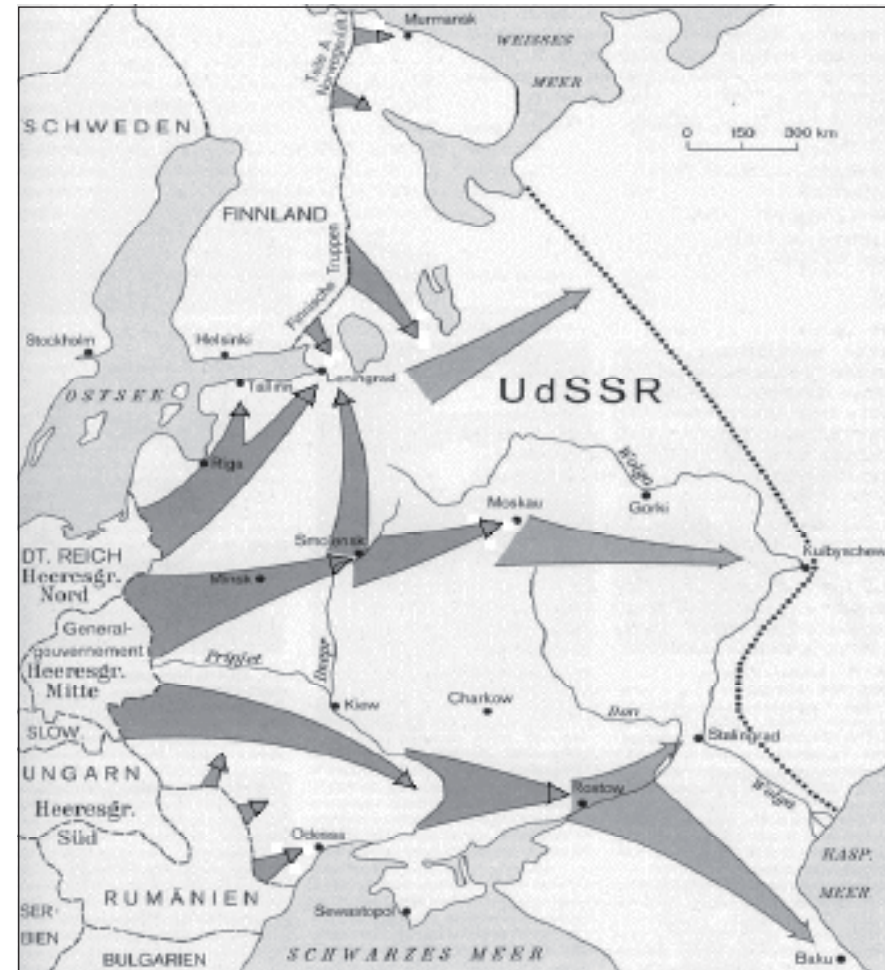 Murmansk
WEISSES
MEER
Teile A.
0 150 300 km
SCHWEDEN
FINNLAND
Finnische Truppen
Stockholm
Helsinki
Tallinn
Leningrad
OSTSEE
UdSSR
Riga
Wolga
Gorki
Moskau
Smolensk
Kuibyschew
DT. REICH
Heeresgr.
Nord
Minsk
General-
gouvernement
Heeresgr.
Mitte
Pripjet
Dnepr
Kiew
Charkow
Don
Stalingrad
SLOW.
UNGARN
Heeresgr.
Süd
Rostow
Wolga
Odessa
KASP.
MEER
RUMÄNIEN
SER-
BIEN
Sewastopol
BULGARIEN
SCHWARZES MEER
Baku